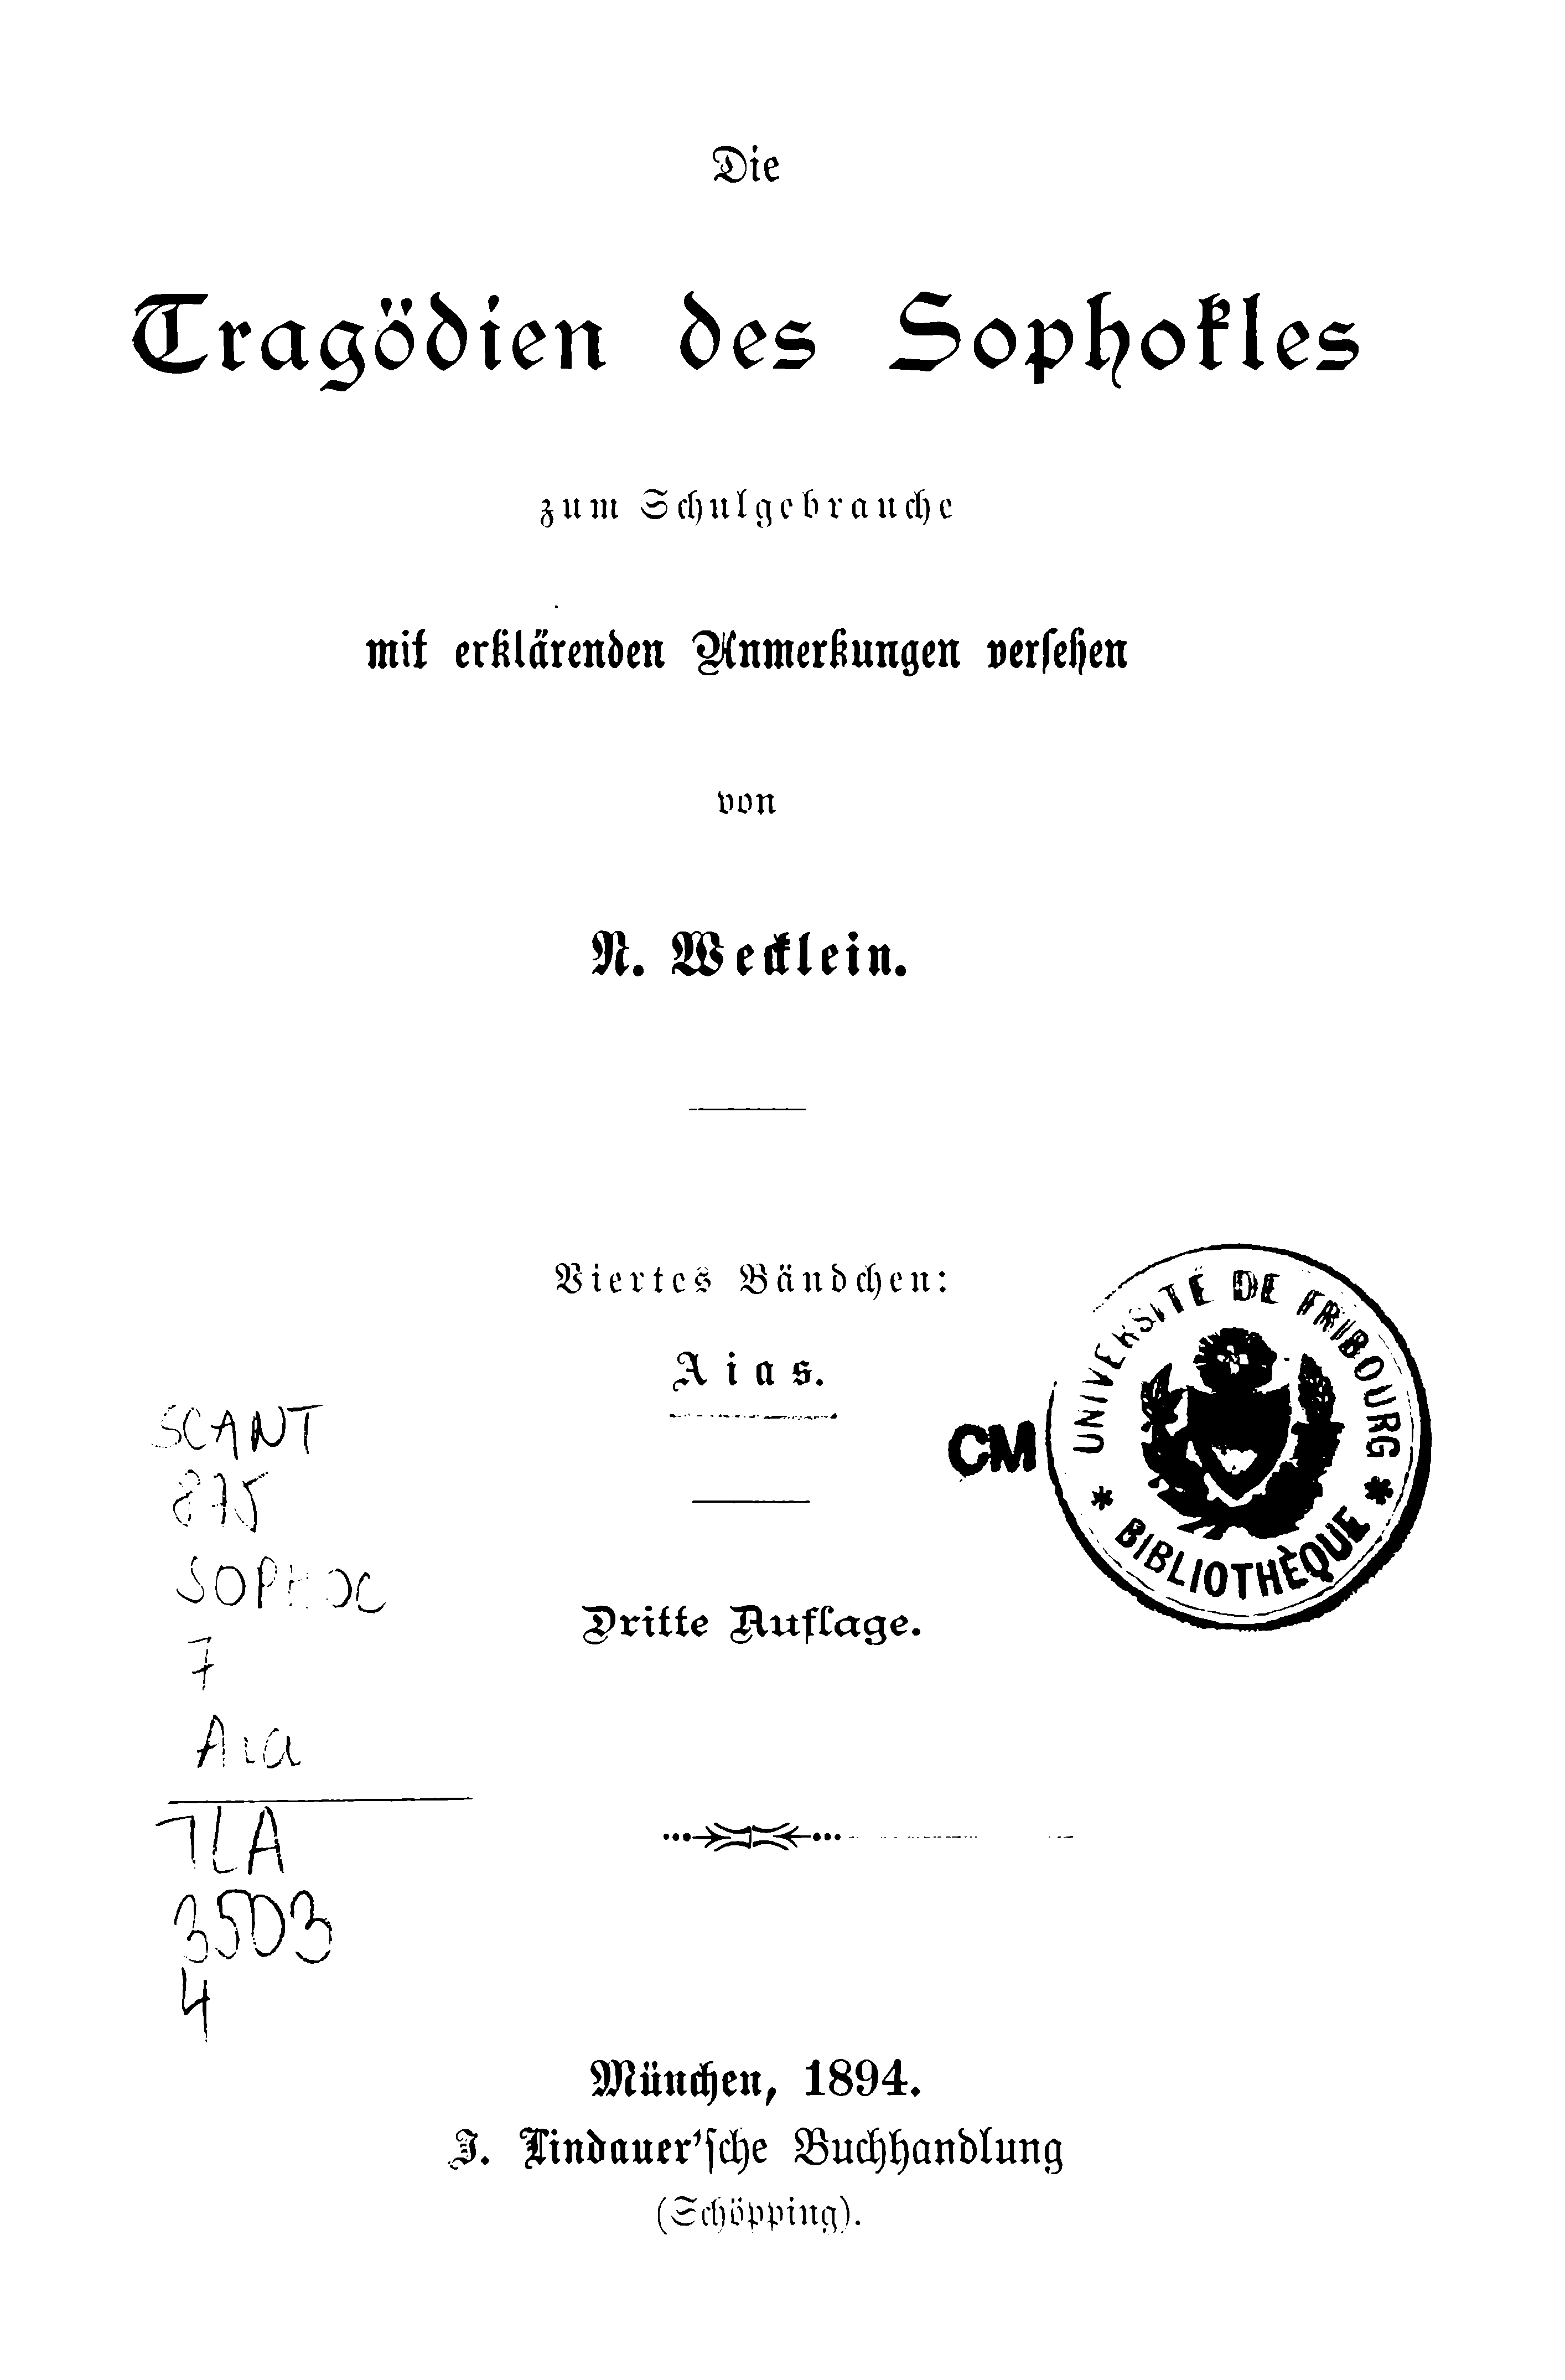 Die
Tragödien des Sophokles
zum Schulgebrauche
mit erklärenden Anmerkungen versehen
von
N. Wecklein.
Viertes Bändchen:
Aias.
Dritte Auflage.
München, 1894.
J. Lindauer'sche Buchhandlung
(Schöpping).
UNIVERSITÉ DE FRIBOURG
* BIBLIOTHÈQUE *
CM
SCANT
875
SOPHOC
7
Aia
TLA
3503
4